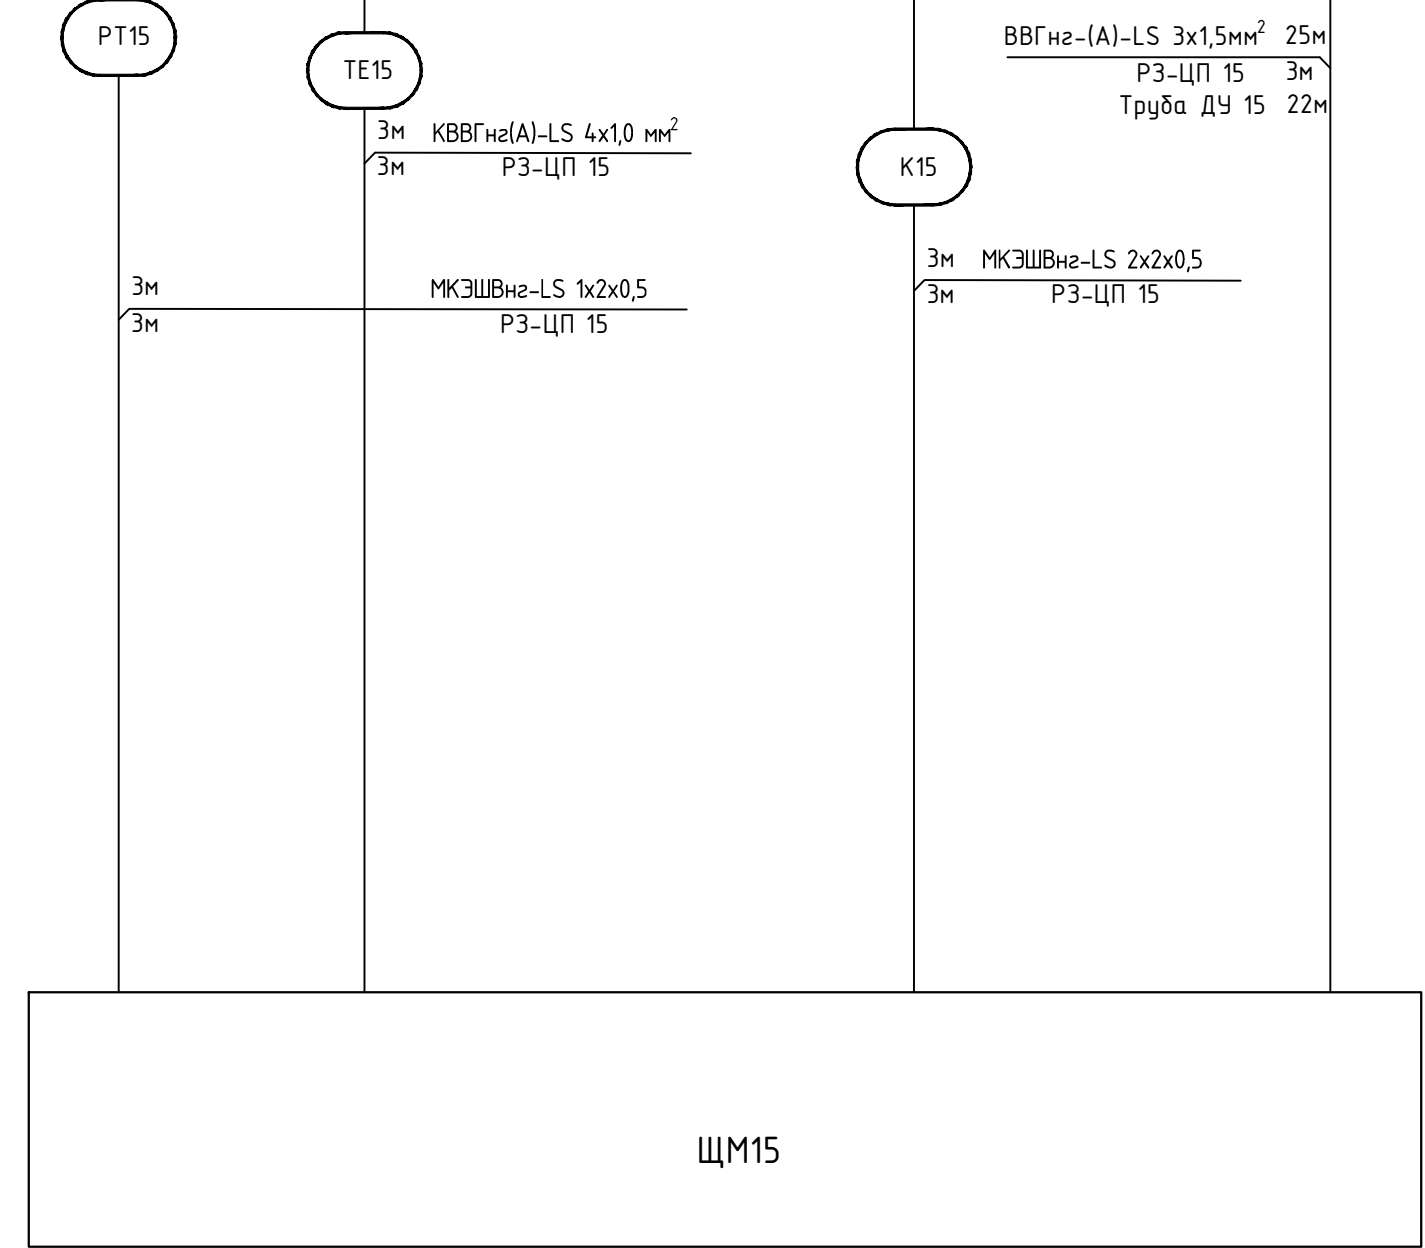 РТ15
ТЕ15
3м КВВГнг(А)-LS 4х1,0 мм²
3м РЗ-ЦП 15
3м МКЭШВнг-LS 1х2х0,5
3м РЗ-ЦП 15
К15
3м МКЭШВнг-LS 2х2х0,5
3м РЗ-ЦП 15
ВВГнг-(А)-LS 3х1,5мм² 25м
РЗ-ЦП 15 3м
Труба ДУ 15 22м
ЩМ15